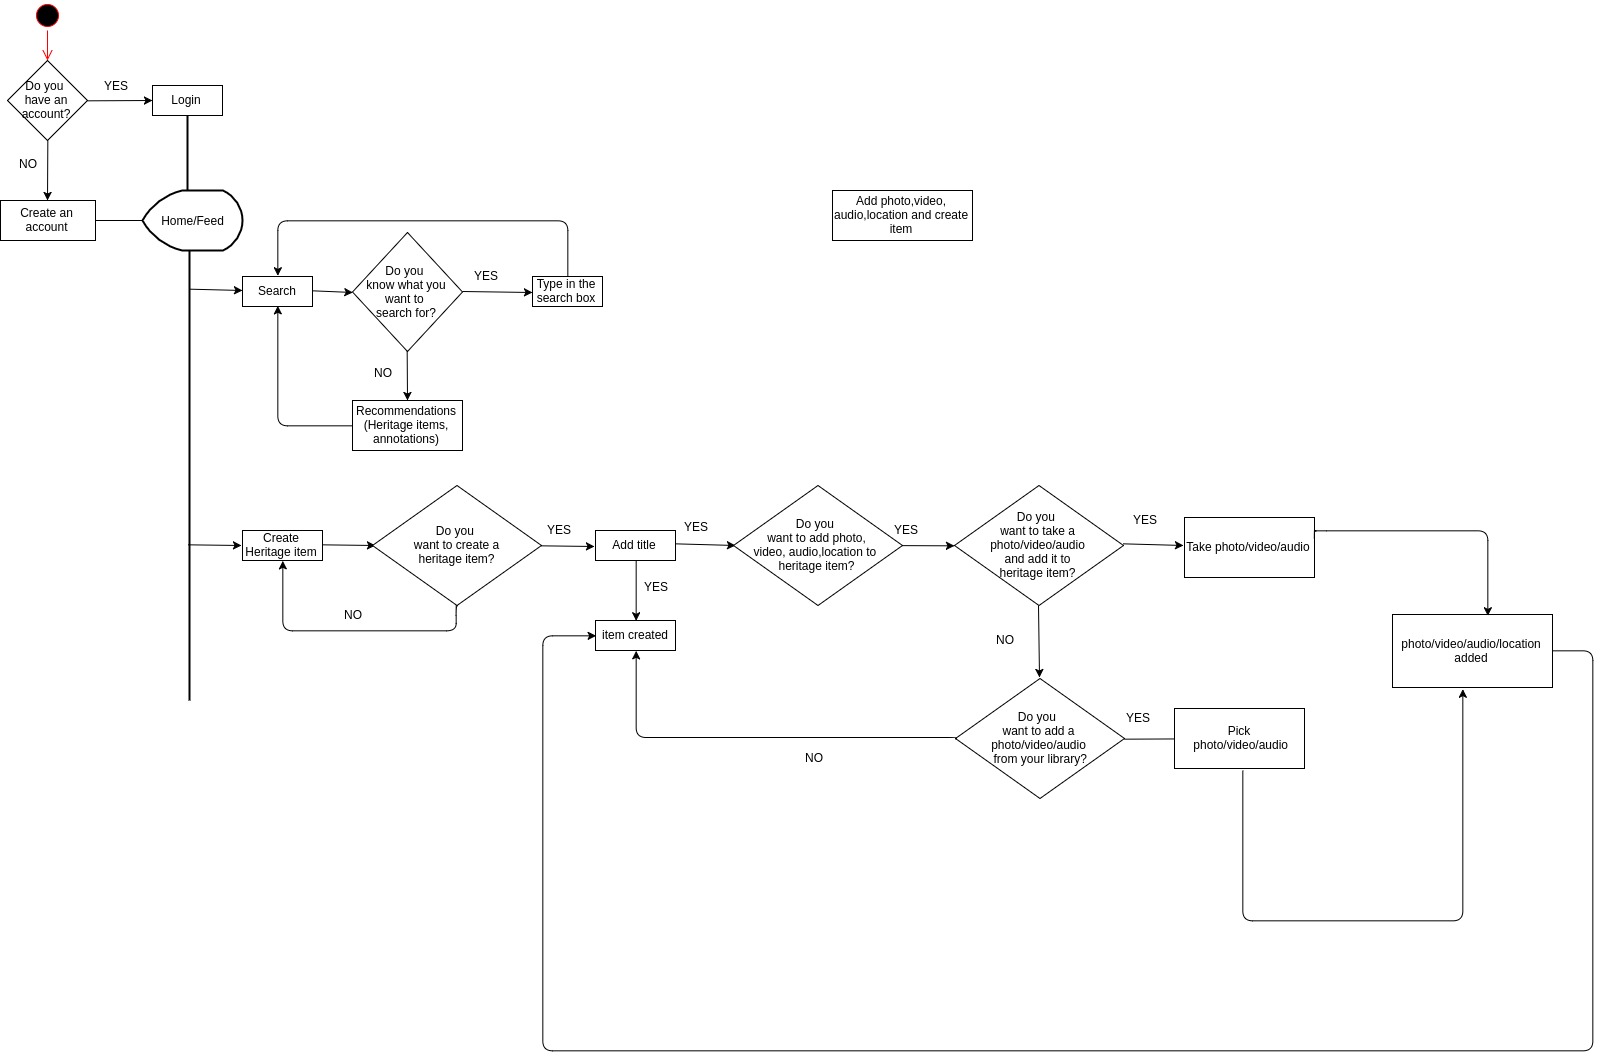 Do you
have an
account?
YES
Login
NO
Create an
account
Home/Feed
Add photo,video,
audio,location and create
item
Search
Do you
know what you
want to
search for?
YES
Type in the
search box
NO
Recommendations
(Heritage items,
annotations)
Create
Heritage item
Do you
want to create a
heritage item?
YES
NO
Add title
YES
YES
item created
Do you
want to add photo,
video, audio,location to
heritage item?
YES
Do you
want to take a
photo/video/audio
and add it to
heritage item?
YES
Take photo/video/audio
NO
photo/video/audio/location
added
Do you
want to add a
photo/video/audio
from your library?
YES
Pick
photo/video/audio
NO